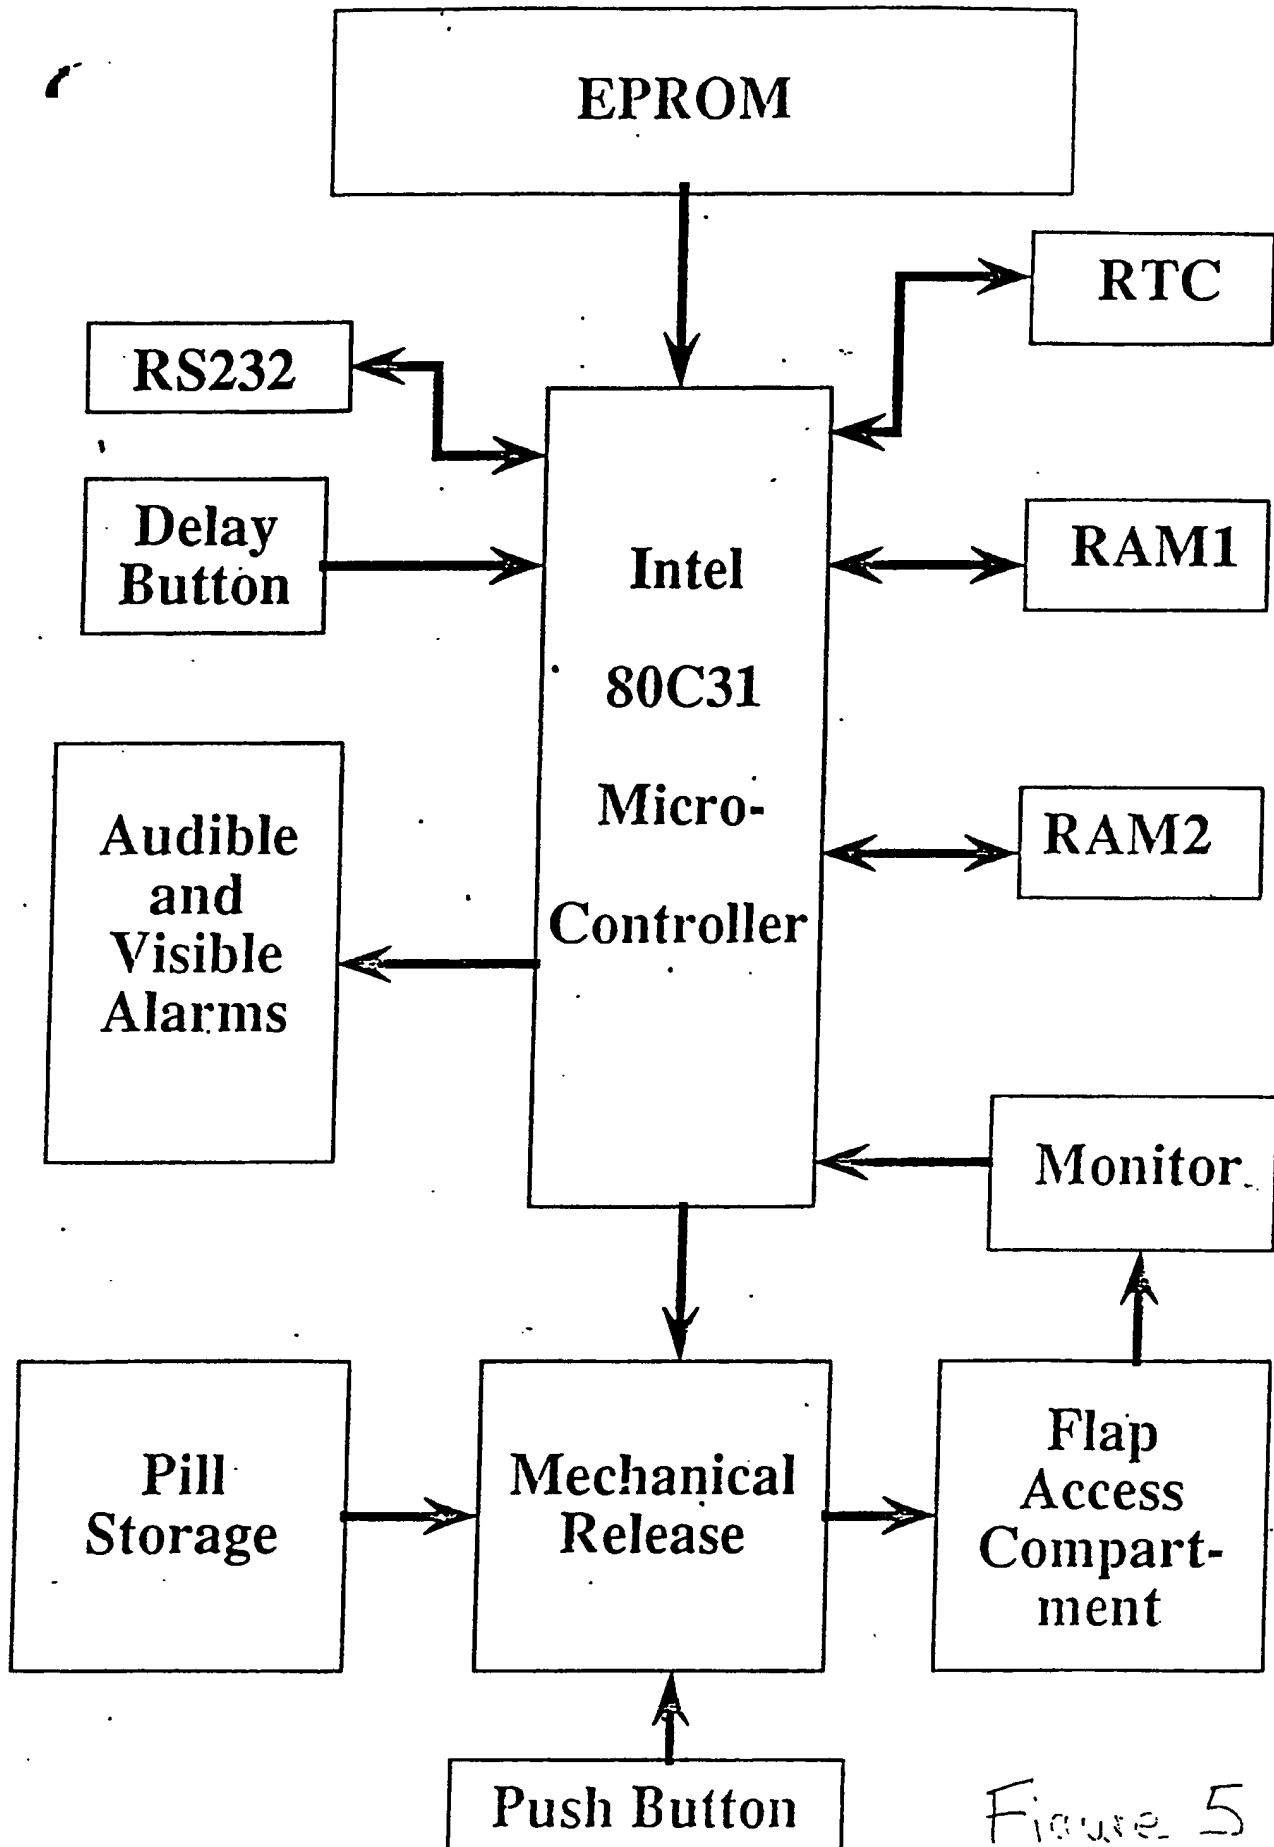 EPROM
RTC
RS232
Delay
Button
RAM1
Intel
80C31
Micro-
Controller
RAM2
Audible
and
Visible
Alarms
Monitor
Pill
Storage
Mechanical
Release
Flap
Access
Compart-
ment
Push Button
Figure 5